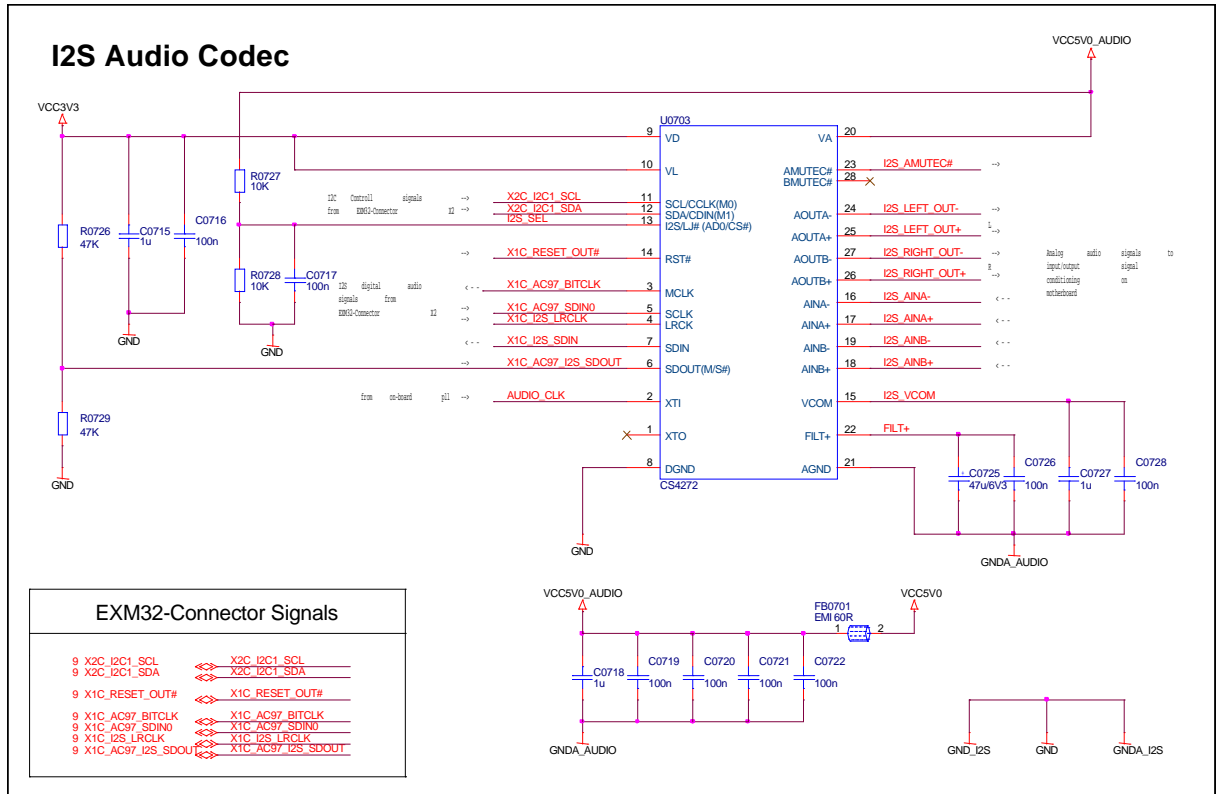 I2S Audio Codec
VCC5V0_AUDIO
VCC3V3
U0703
9 VD
VA 20
10 VL
AMUTEC# 23 I2S_AMUTEC# -->
BMUTEC# 28
R0727
10K
I2C Controll signals -->
from EXM32-Connector X2 -->
X2C_I2C1_SCL 11 SCL/CCLK(M0)
X2C_I2C1_SDA 12 SDA/CDIN(M1)
I2S_SEL 13 I2S/LJ# (AD0/CS#)
AOUTA- 24 I2S_LEFT_OUT- -->
L
AOUTA+ 25 I2S_LEFT_OUT+ -->
R0726
47K
C0715
1u
C0716
100n
--> X1C_RESET_OUT# 14 RST#
AOUTB- 27 I2S_RIGHT_OUT- -->
R
AOUTB+ 26 I2S_RIGHT_OUT+ -->
Analog audio signals to
input/output signal
conditioning on
motherboard
R0728
10K
C0717
100n
I2S digital audio
signals from
EXM32-Connector X2
<-- X1C_AC97_BITCLK 3 MCLK
--> X1C_AC97_SDIN0 5 SCLK
--> X1C_I2S_LRCLK 4 LRCK
<-- X1C_I2S_SDIN 7 SDIN
--> X1C_AC97_I2S_SDOUT 6 SDOUT(M/S#)
AINA- 16 I2S_AINA- <--
AINA+ 17 I2S_AINA+ <--
AINB- 19 I2S_AINB- <--
AINB+ 18 I2S_AINB+ <--
GND
GND
from on-board pll --> AUDIO_CLK 2 XTI
VCOM 15 I2S_VCOM
R0729
47K
1 XTO
FILT+ 22 FILT+
8 DGND
AGND 21
CS4272
C0725
47u/6V3
C0726
100n
C0727
1u
C0728
100n
GND
GND
GNDA_AUDIO
EXM32-Connector Signals
9 X2C_I2C1_SCL X2C_I2C1_SCL
9 X2C_I2C1_SDA X2C_I2C1_SDA
9 X1C_RESET_OUT# X1C_RESET_OUT#
9 X1C_AC97_BITCLK X1C_AC97_BITCLK
9 X1C_AC97_SDIN0 X1C_AC97_SDIN0
9 X1C_I2S_LRCLK X1C_I2S_LRCLK
9 X1C_AC97_I2S_SDOUT X1C_AC97_I2S_SDOUT
VCC5V0_AUDIO
FB0701
EMI 60R
1 2
VCC5V0
C0718
1u
C0719
100n
C0720
100n
C0721
100n
C0722
100n
GNDA_AUDIO
GND_I2S
GND
GNDA_I2S